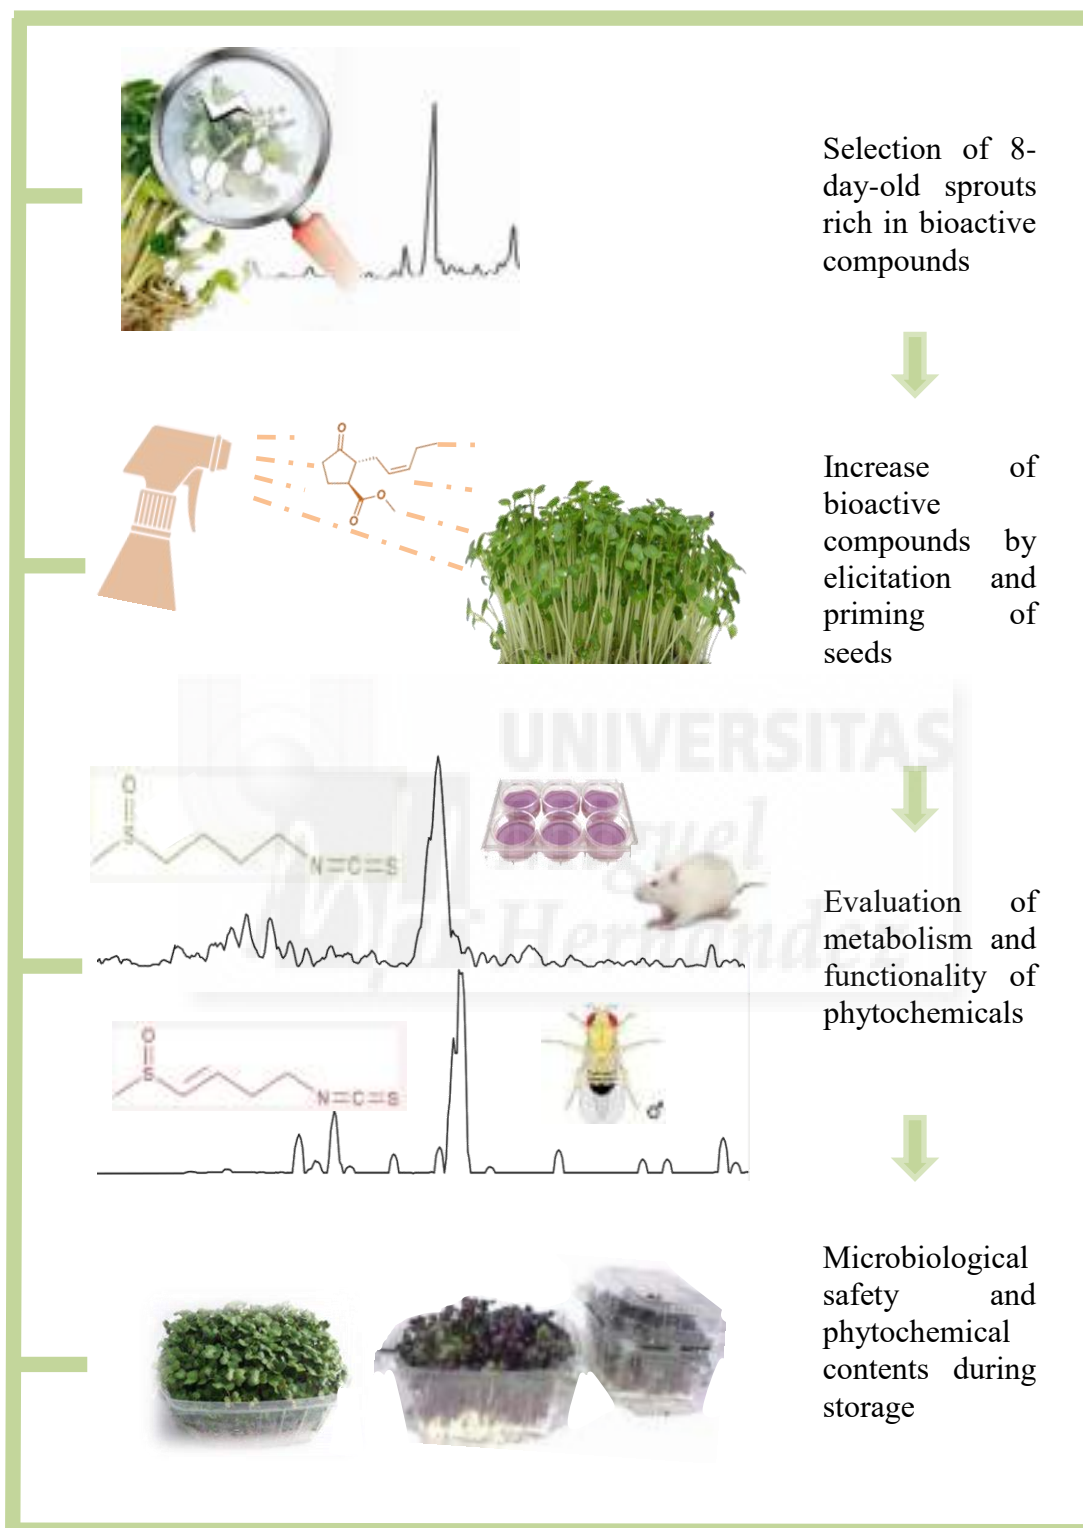 Selection of 8-
day-old sprouts
rich in bioactive
compounds
O
O
O
Increase of
bioactive
compounds by
elicitation and
priming of
seeds
UNIVERSITAS
Miguel
Hernández
O
S
N=C=S
Evaluation of
metabolism and
functionality of
phytochemicals
O
S
N=C=S
♂
Microbiological
safety and
phytochemical
contents during
storage